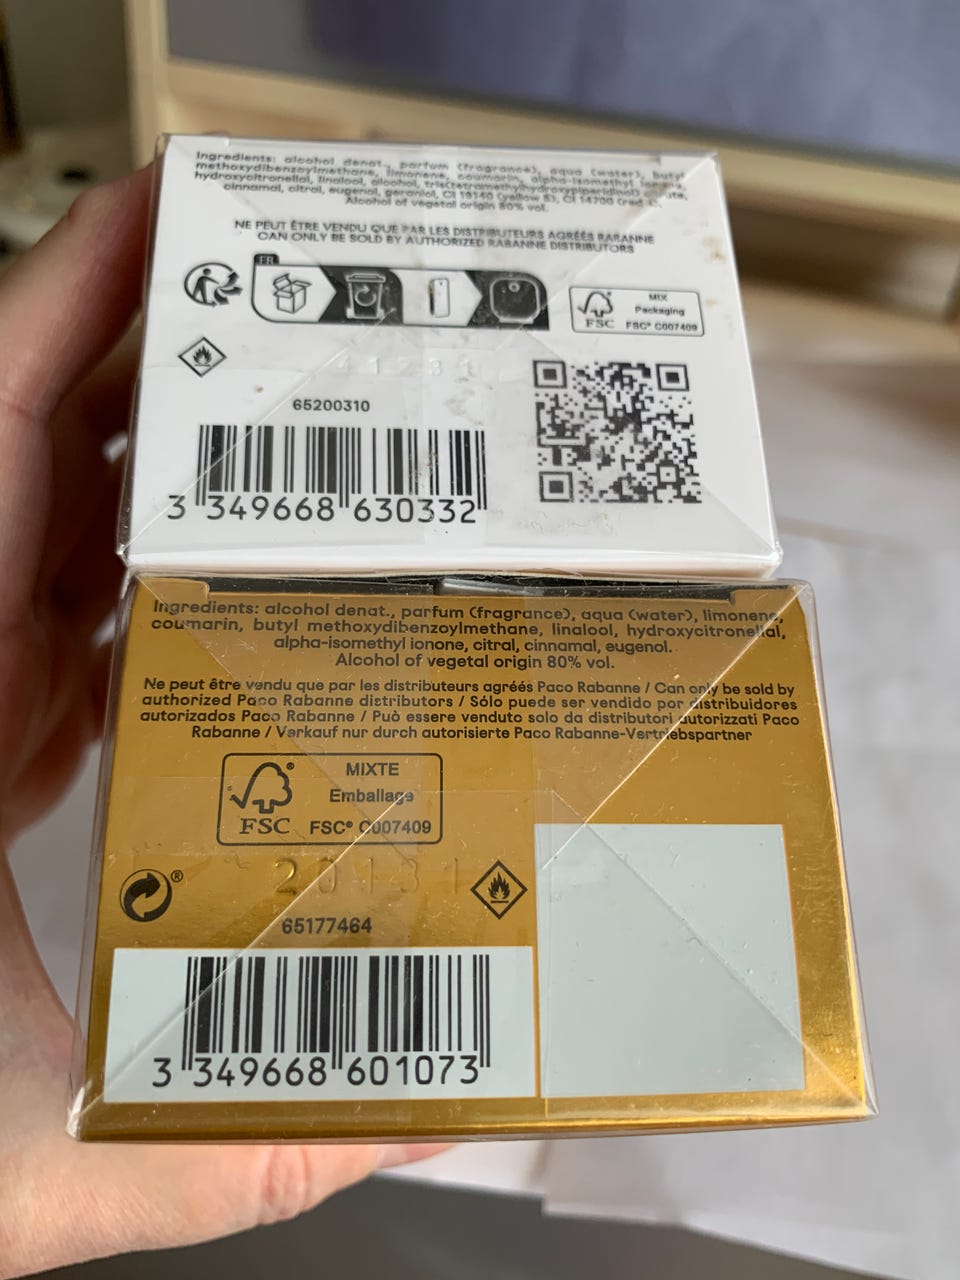 Ingredients: alcohol denat., parfum (fragrance), aqua (water), butyl
methoxydibenzoylmethane, limonene, coumarin, alpha-isomethyl ionone,
hydroxycitronellal, linalool, alcohol, tris(tetramethylhydroxypiperidinol)
cinnamal, citral, eugenol, geraniol, CI 19140 (yellow 5), CI 14700 (red 4).
Alcohol of vegetal origin 80% vol.
NE PEUT ÊTRE VENDU QUE PAR LES DISTRIBUTEURS AGRÉÉS RABANNE
CAN ONLY BE SOLD BY AUTHORIZED RABANNE DISTRIBUTORS
FR
MIX
Packaging
FSC FSC® C007409
65200310
3 349668 630332
Ingredients: alcohol denat., parfum (fragrance), aqua (water), limonene,
coumarin, butyl methoxydibenzoylmethane, linalool, hydroxycitronellal,
alpha-isomethyl ionone, citral, cinnamal, eugenol.
Alcohol of vegetal origin 80% vol.
Ne peut être vendu que par les distributeurs agréés Paco Rabanne / Can only be sold by
authorized Paco Rabanne distributors / Sólo puede ser vendido por distribuidores
autorizados Paco Rabanne / Può essere venduto solo da distributori autorizzati Paco
Rabanne / Verkauf nur durch autorisierte Paco Rabanne-Vertriebspartner
MIXTE
Emballage
FSC FSC® C007409
20131
65177464
3 349668 601073